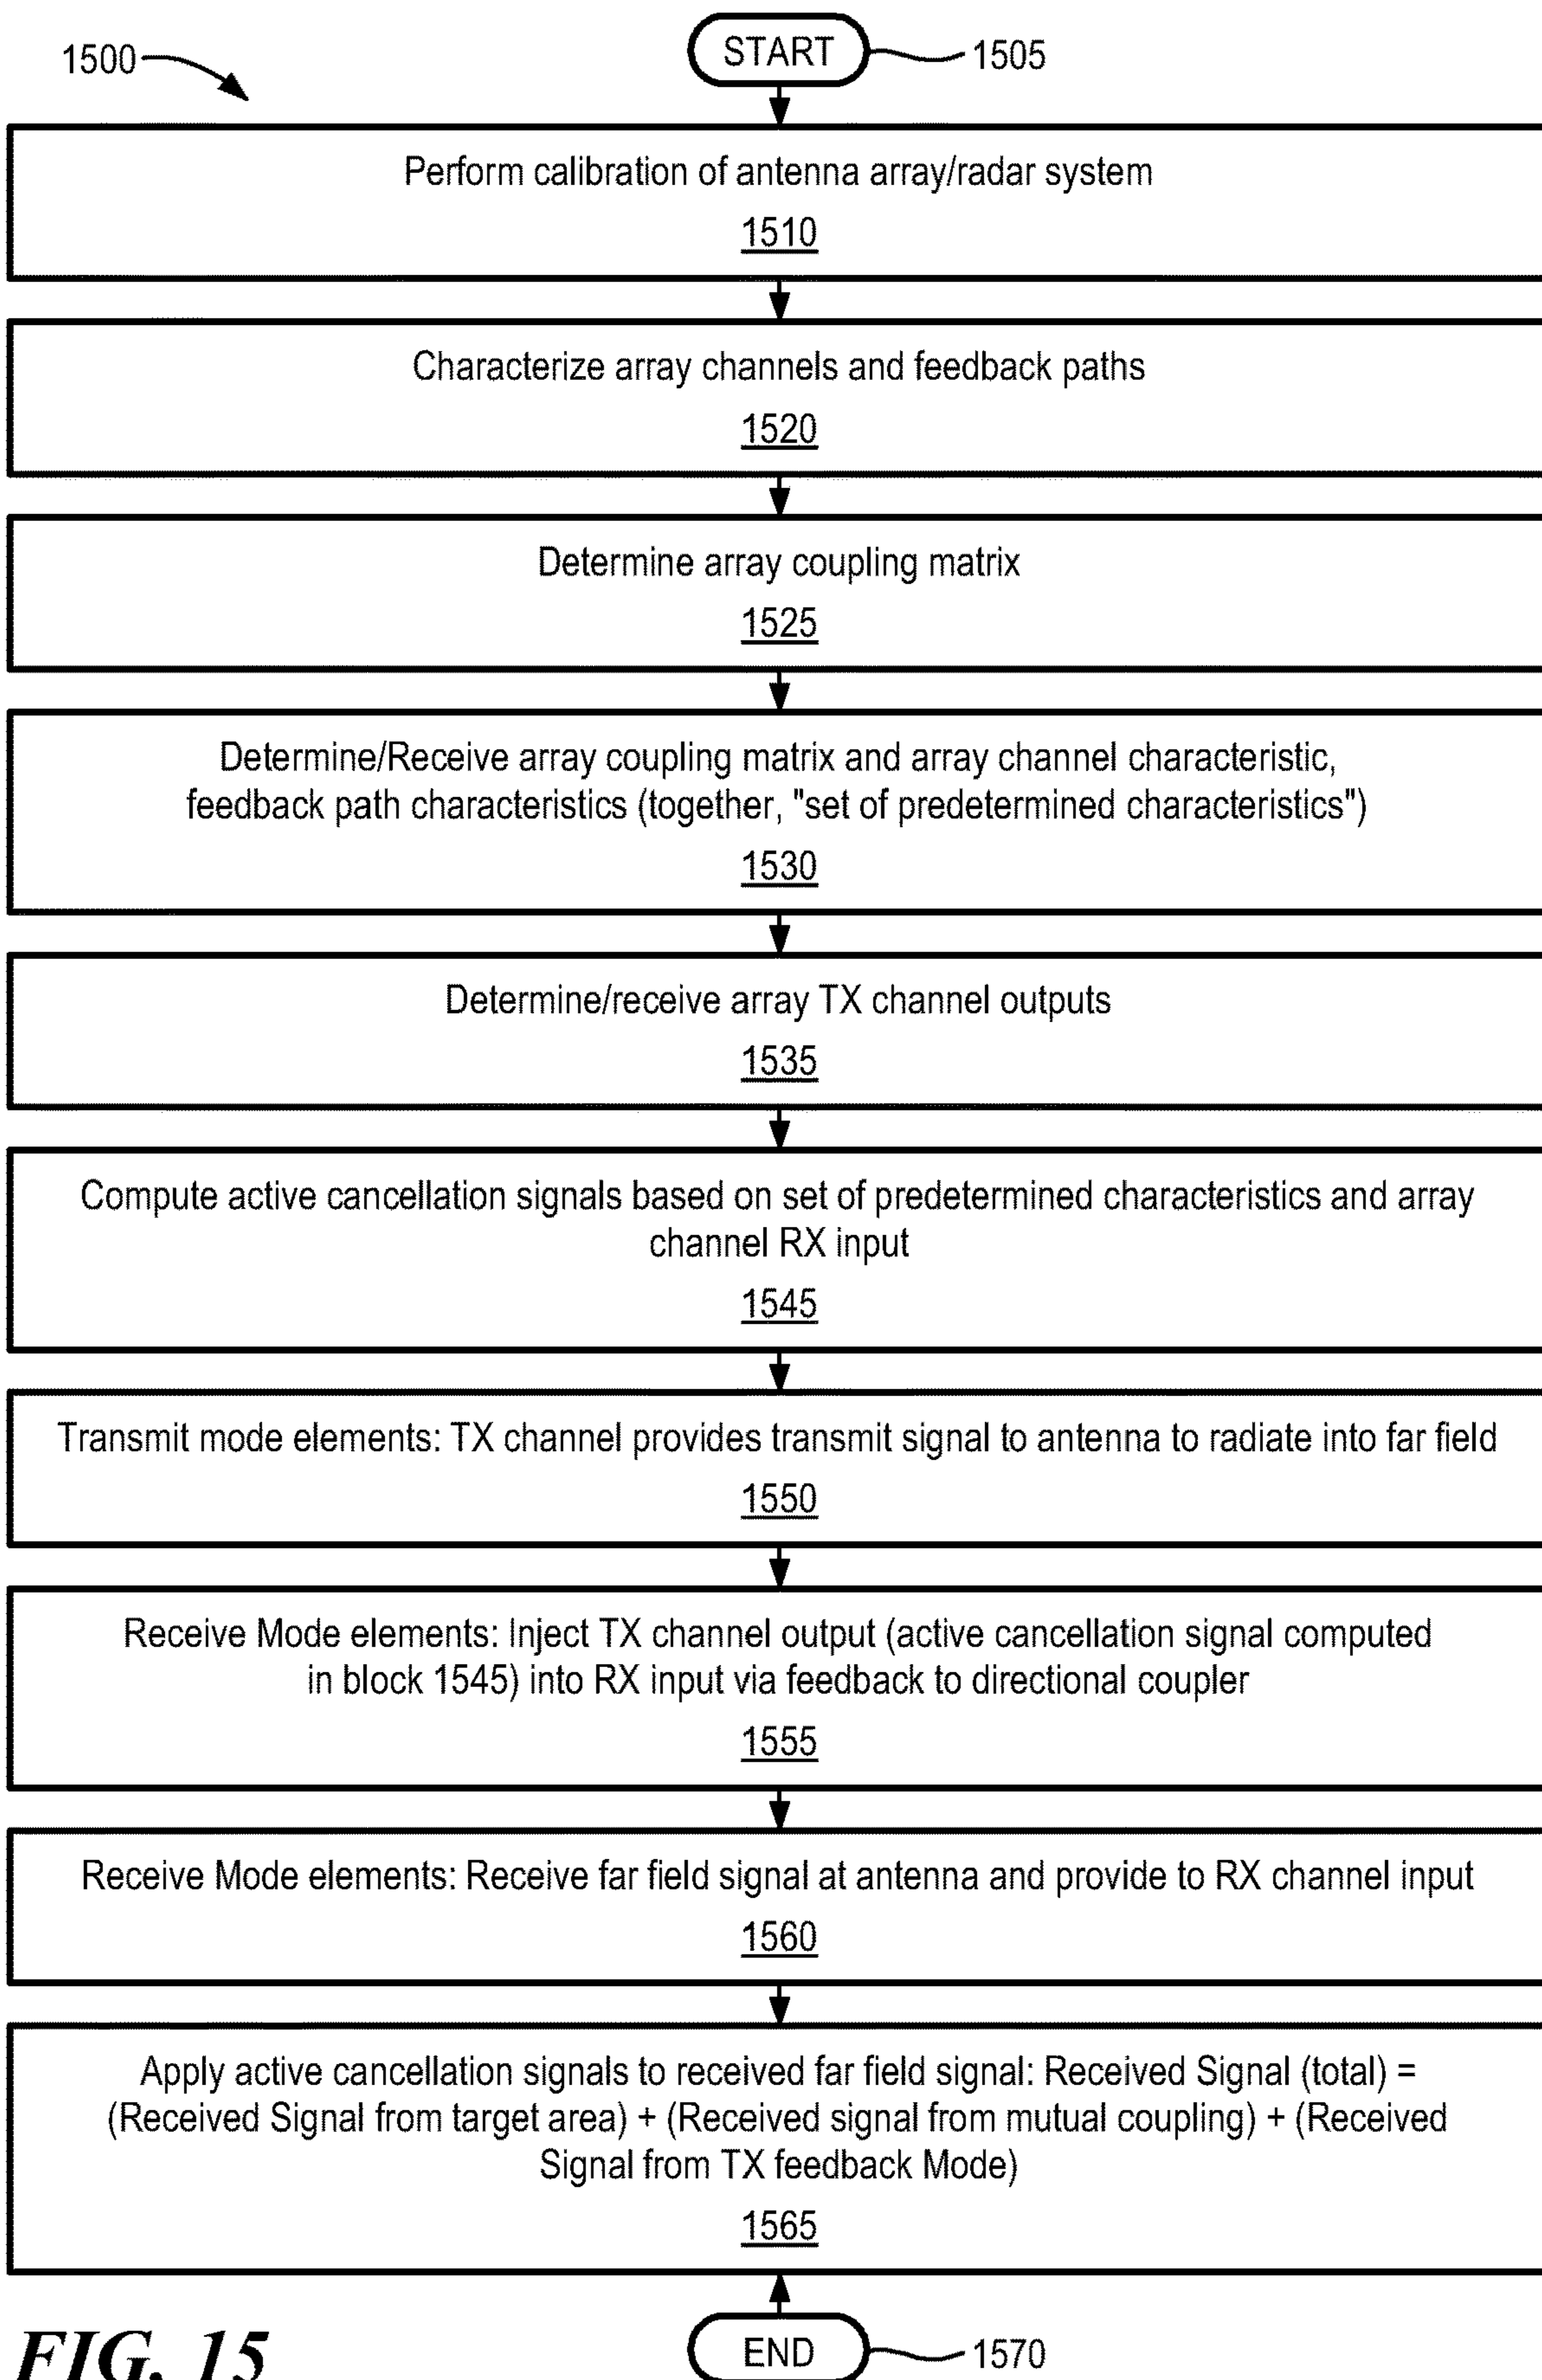 1500
START
1505
Perform calibration of antenna array/radar system
1510
Characterize array channels and feedback paths
1520
Determine array coupling matrix
1525
Determine/Receive array coupling matrix and array channel characteristic,
feedback path characteristics (together, "set of predetermined characteristics")
1530
Determine/receive array TX channel outputs
1535
Compute active cancellation signals based on set of predetermined characteristics and array
channel RX input
1545
Transmit mode elements: TX channel provides transmit signal to antenna to radiate into far field
1550
Receive Mode elements: Inject TX channel output (active cancellation signal computed
in block 1545) into RX input via feedback to directional coupler
1555
Receive Mode elements: Receive far field signal at antenna and provide to RX channel input
1560
Apply active cancellation signals to received far field signal: Received Signal (total) =
(Received Signal from target area) + (Received signal from mutual coupling) + (Received
Signal from TX feedback Mode)
1565
FIG. 15
END
1570